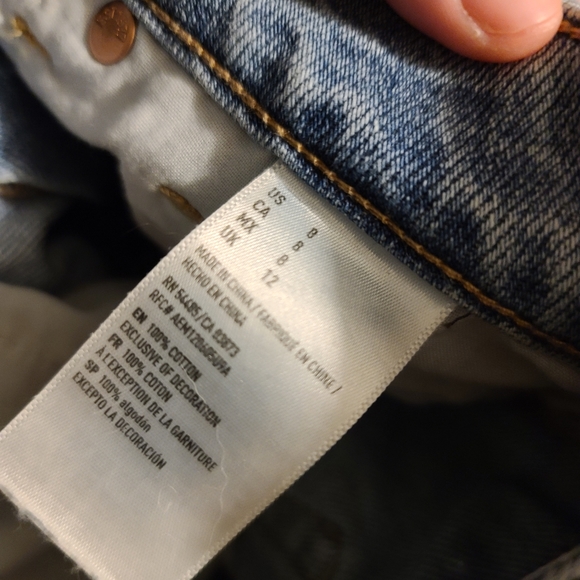 US 8
CA 8
MX 8
UK 12
MADE IN CHINA / FABRIQUÉ EN CHINE /
HECHO EN CHINA
RN 54485/CA 03673
EN 100% COTTON
EXCLUSIVE OF DECORATION
FR 100% COTON
A L'EXCEPTION DE LA GARNITURE
SP 100% algodón
EXCEPTO LA DECORACIÓN